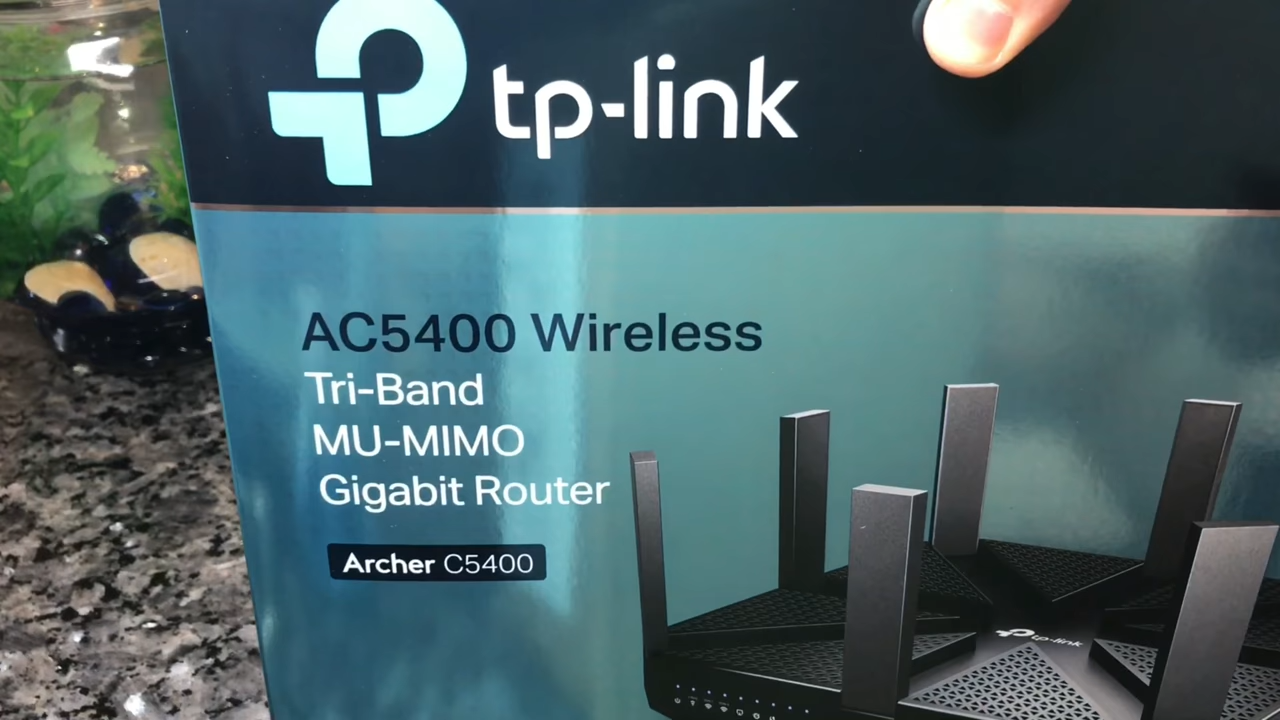 tp-link
AC5400 Wireless
Tri-Band
MU-MIMO
Gigabit Router
Archer C5400
tp-link